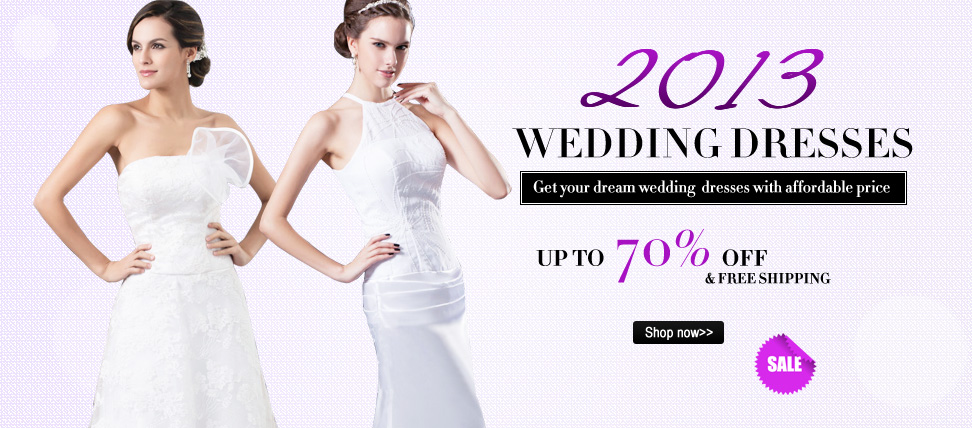 2013
WEDDING DRESSES
Get your dream wedding dresses with affordable price
UP TO 70% OFF
& FREE SHIPPING
Shop now>>
SALE